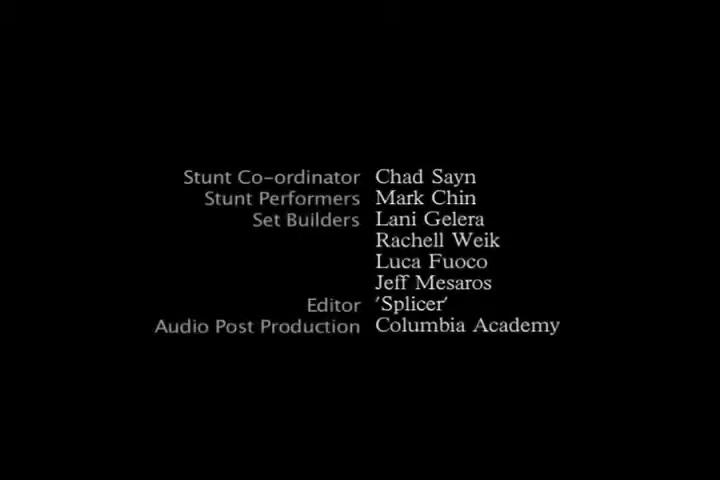 Stunt Co-ordinator Chad Sayn
Stunt Performers Mark Chin
Set Builders Lani Gelera
Rachell Weik
Luca Fuoco
Jeff Mesaros
Editor 'Splicer'
Audio Post Production Columbia Academy